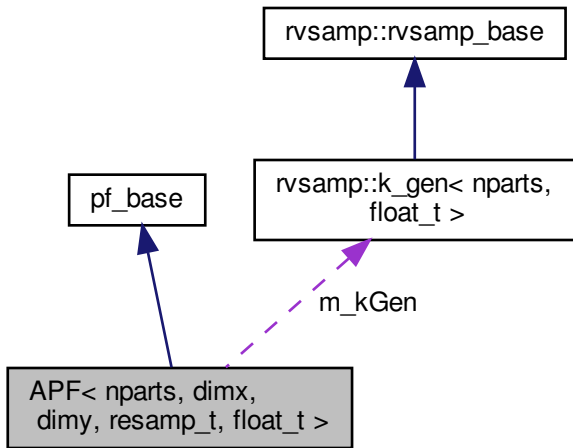 rvsamp::rvsamp_base
rvsamp::k_gen< nparts,
float_t >
pf_base
m_kGen
APF< nparts, dimx,
dimy, resamp_t, float_t >